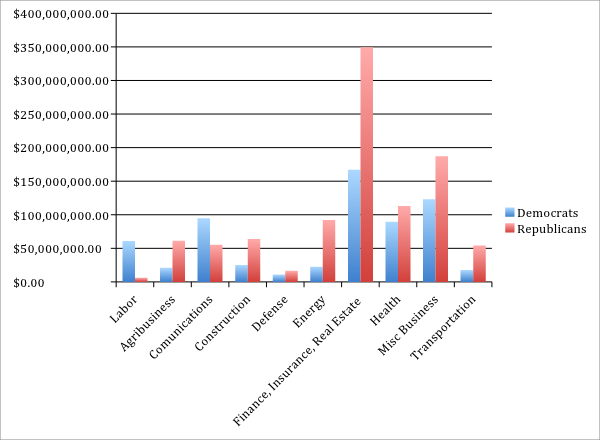 $400,000,000.00
$350,000,000.00
$300,000,000.00
$250,000,000.00
$200,000,000.00
$150,000,000.00
$100,000,000.00
$50,000,000.00
$0.00
Labor
Agribusiness
Comunications
Construction
Defense
Energy
Finance, Insurance, Real Estate
Health
Misc Business
Transportation
Democrats
Republicans